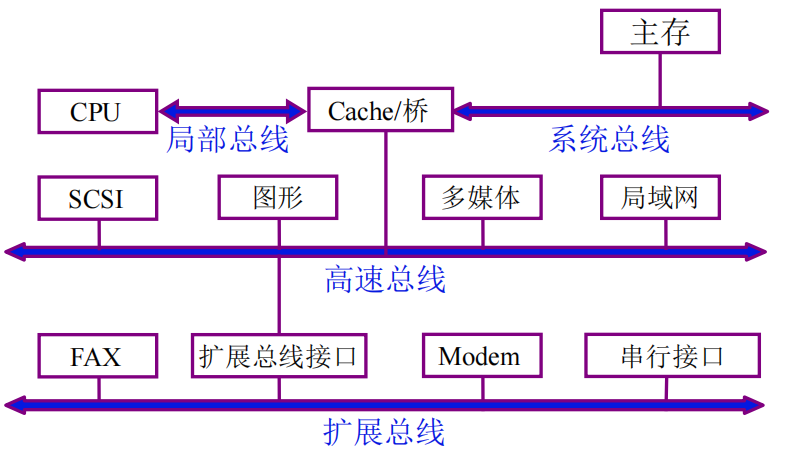 主存
CPU
Cache/桥
局部总线
系统总线
SCSI
图形
多媒体
局域网
高速总线
FAX
扩展总线接口
Modem
串行接口
扩展总线